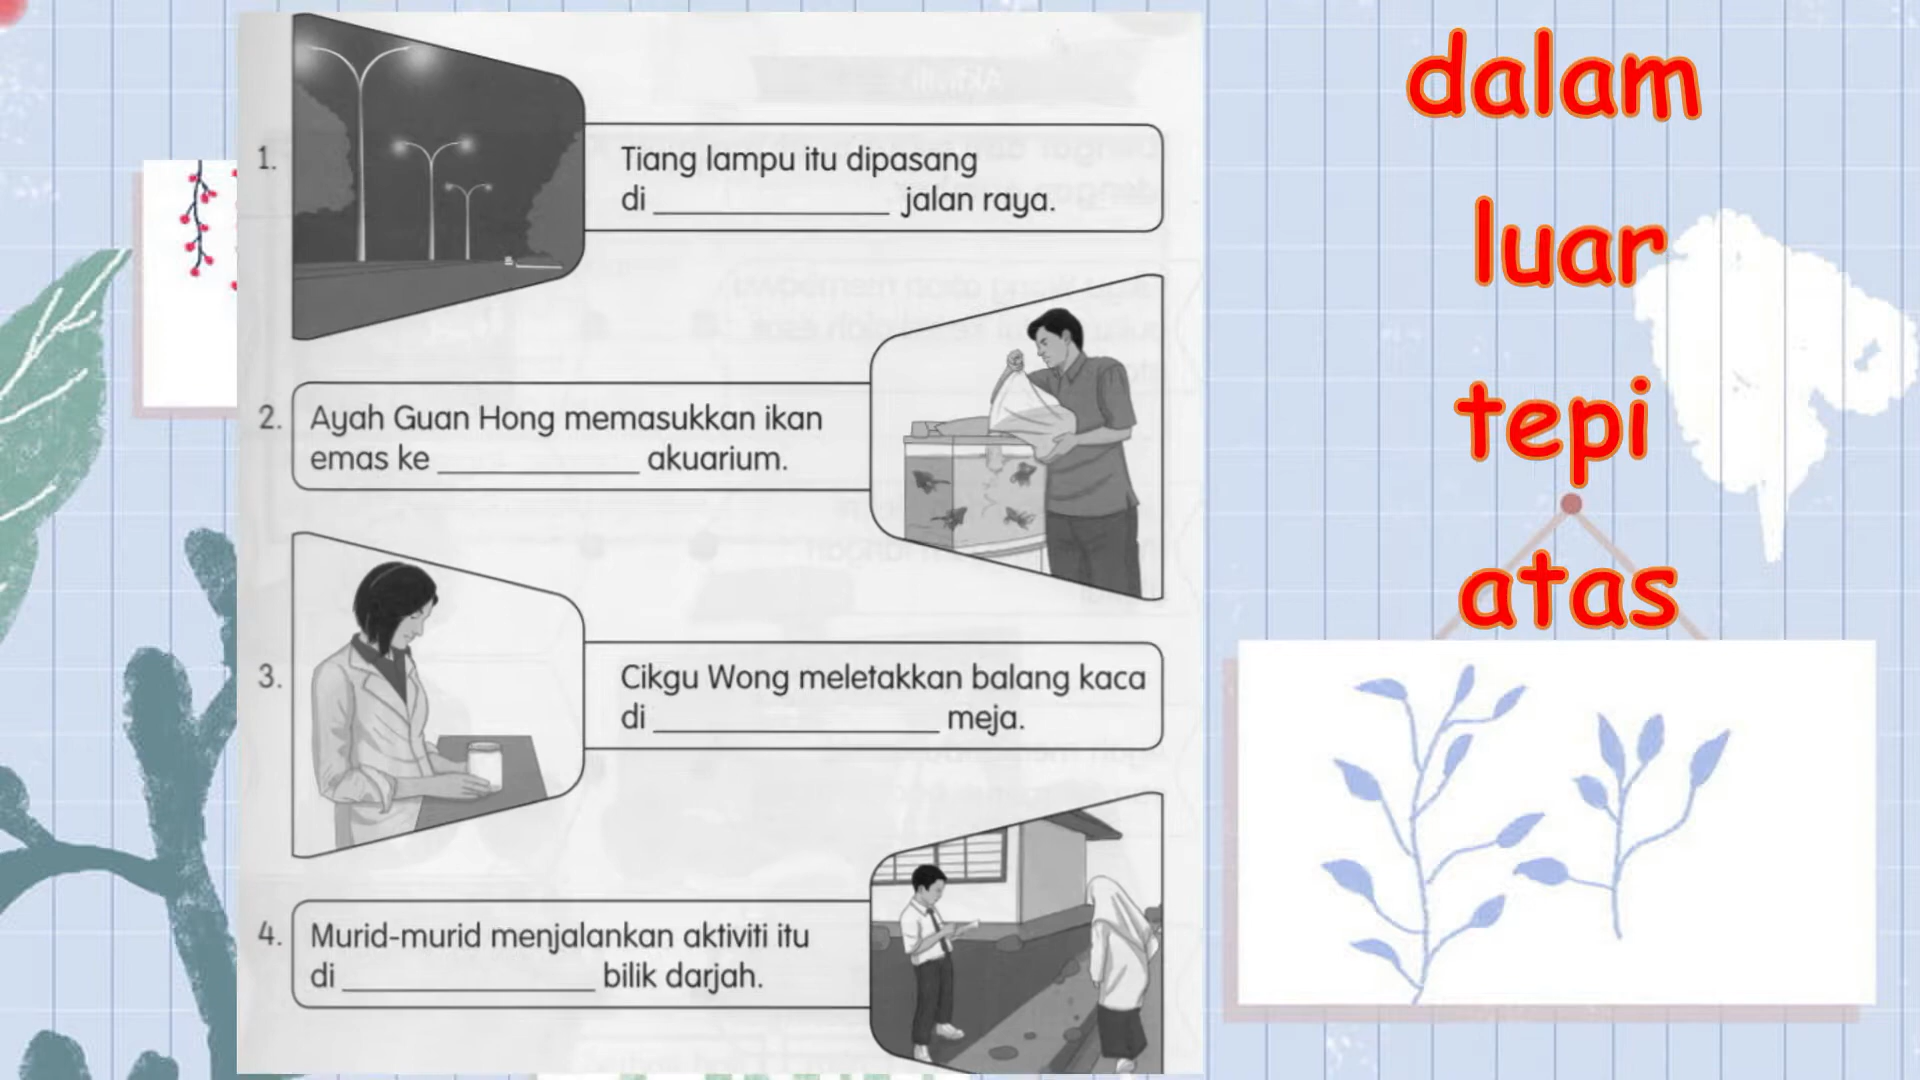 1.
Tiang lampu itu dipasang
di ______________ jalan raya.
2.
Ayah Guan Hong memasukkan ikan
emas ke ____________ akuarium.
3.
Cikgu Wong meletakkan balang kaca
di _________________ meja.
4.
Murid-murid menjalankan aktiviti itu
di _______________ bilik darjah.
dalam
luar
tepi
atas